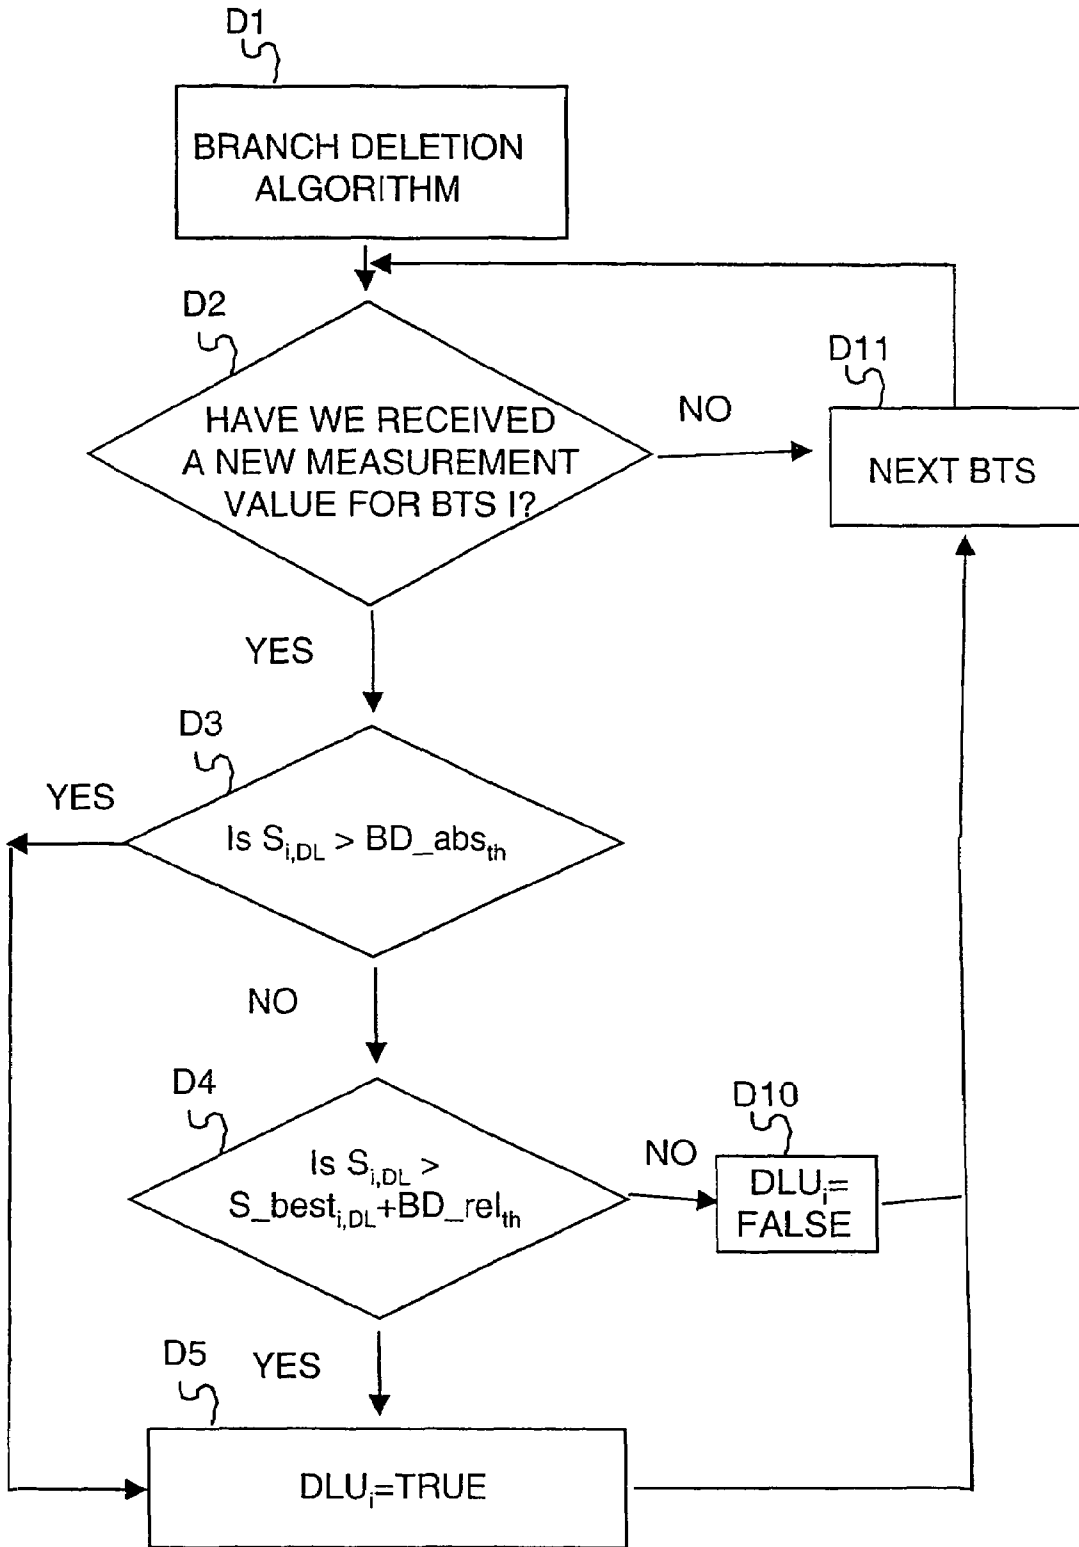 D1
BRANCH DELETION
ALGORITHM
D2
HAVE WE RECEIVED
A NEW MEASUREMENT
VALUE FOR BTS I?
NO
D11
NEXT BTS
YES
D3
YES
Is S_{i,DL} > BD_abs_{th}
NO
D4
Is S_{i,DL} >
S_best_{i,DL}+BD_rel_{th}
NO
D10
DLU_i=
FALSE
D5
YES
DLU_i=TRUE